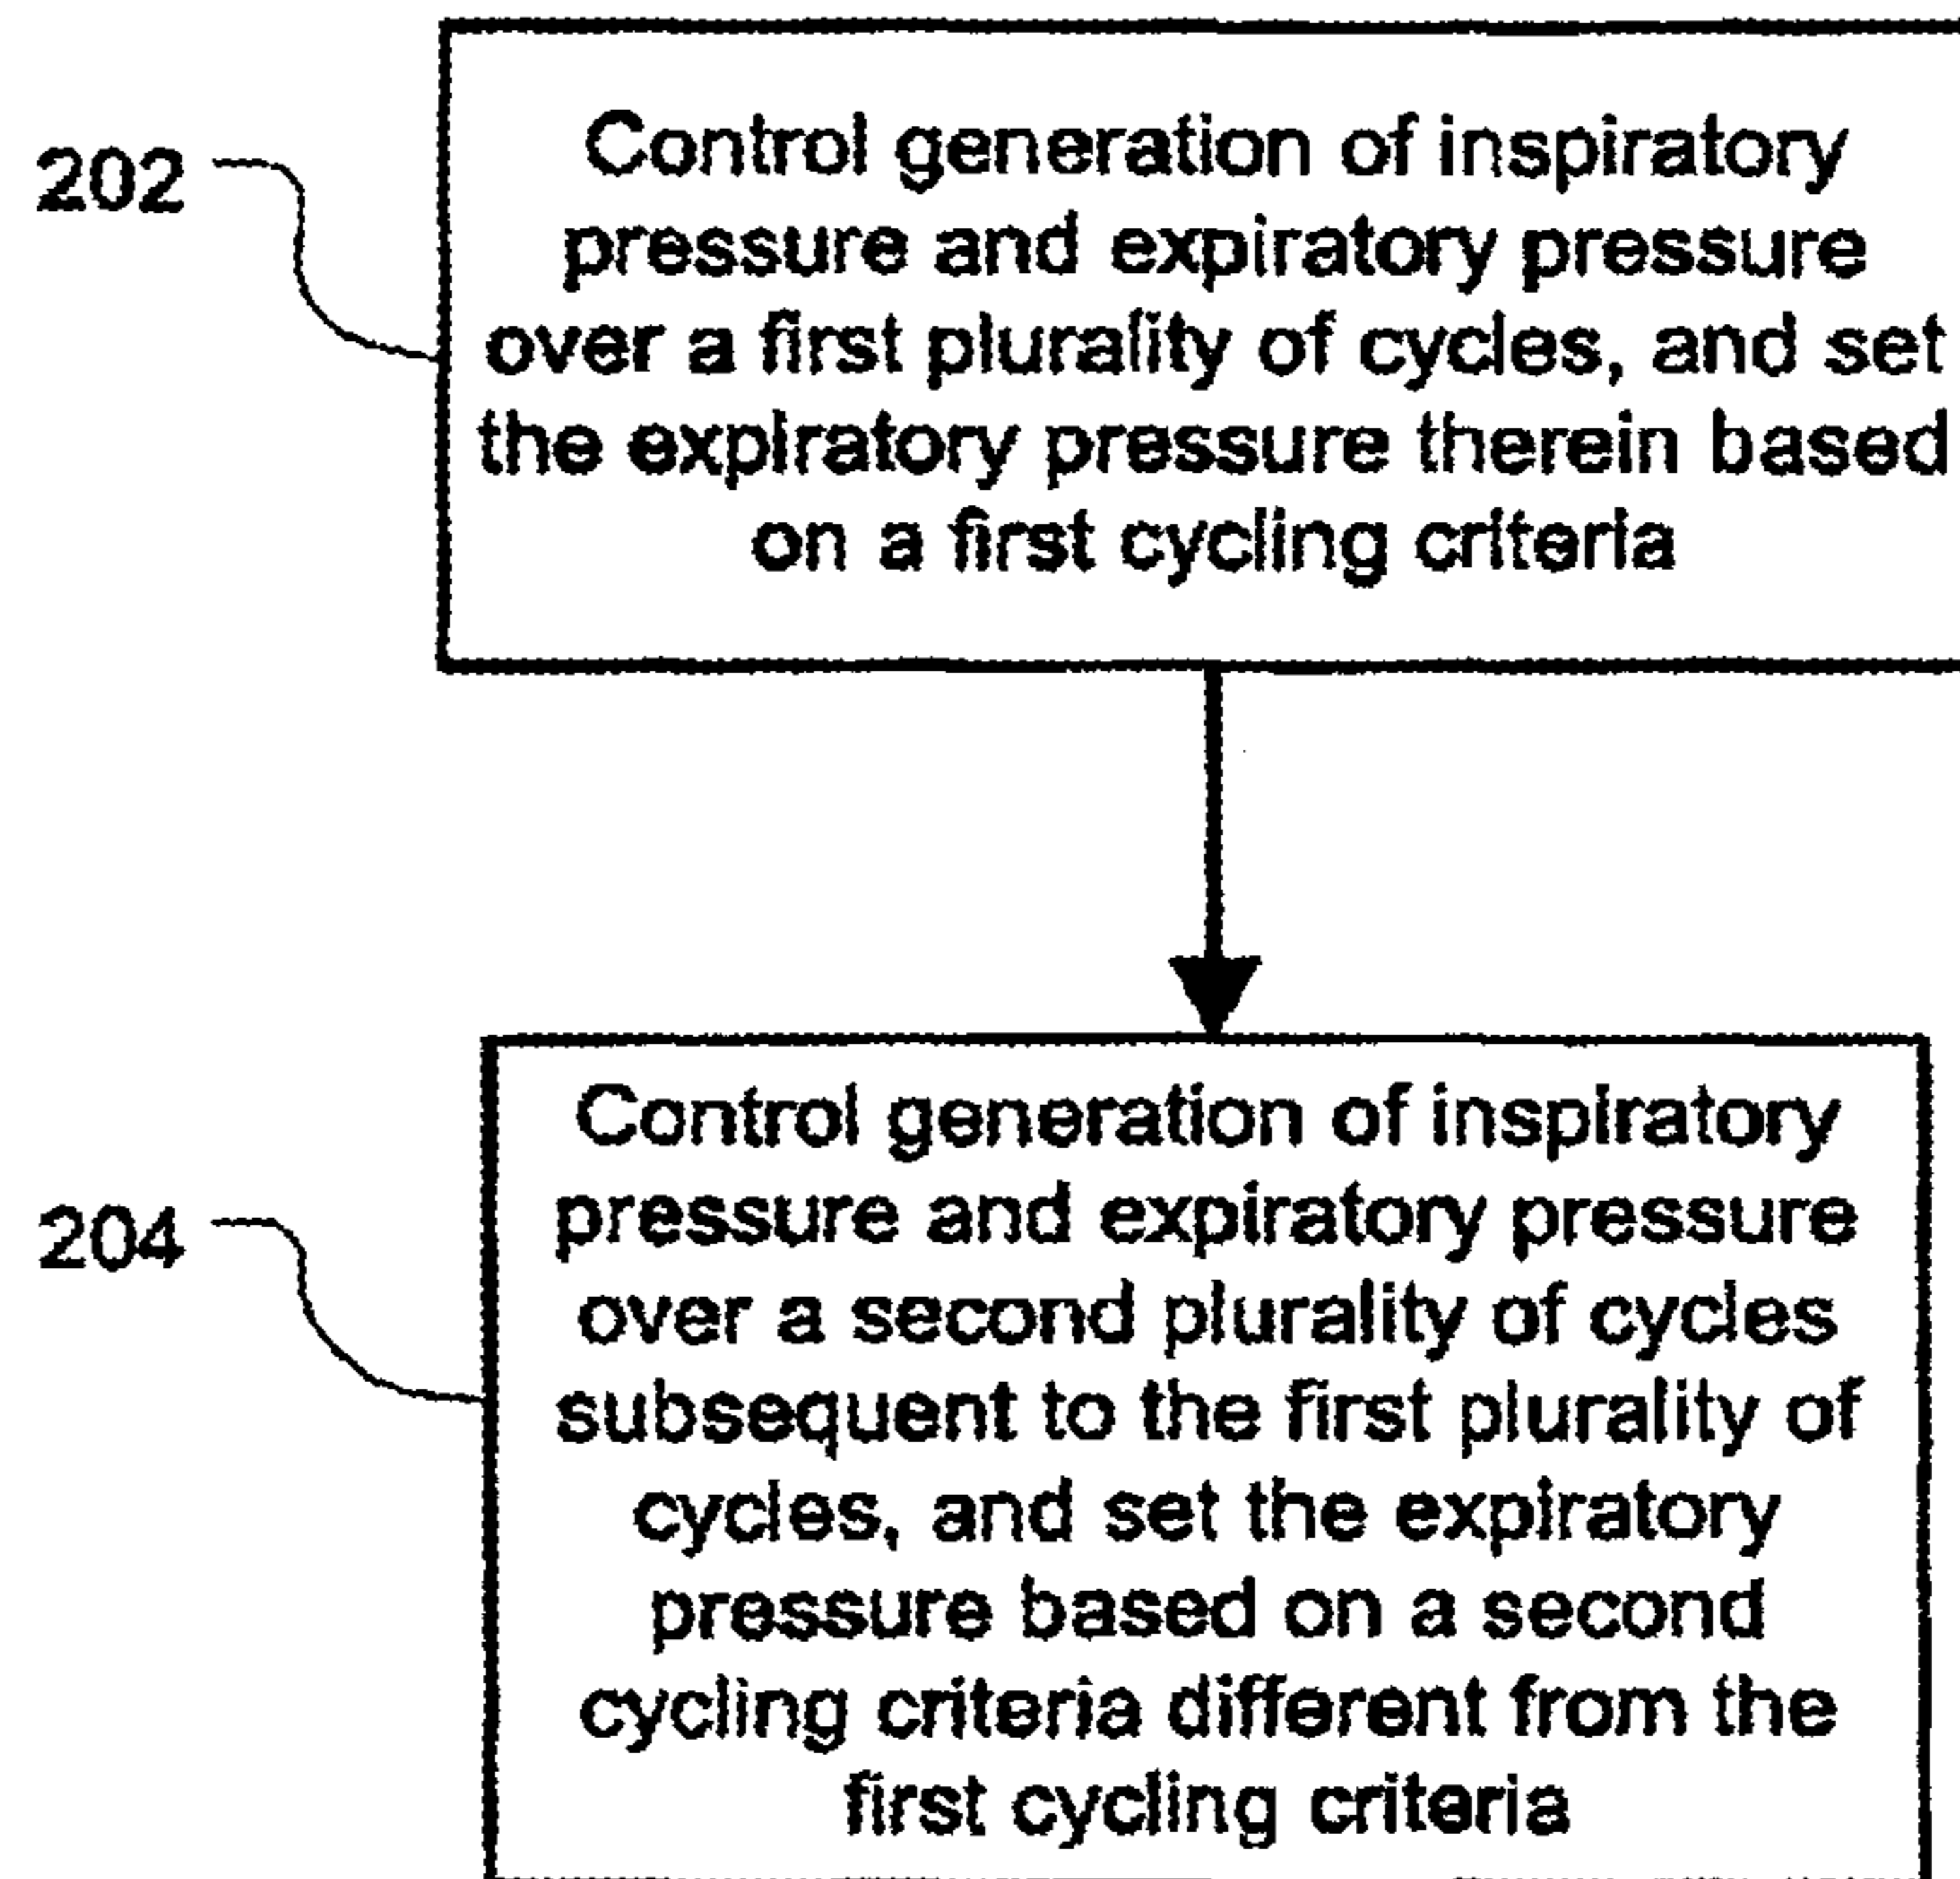 202
Control generation of inspiratory
pressure and expiratory pressure
over a first plurality of cycles, and set
the expiratory pressure therein based
on a first cycling criteria
204
Control generation of inspiratory
pressure and expiratory pressure
over a second plurality of cycles
subsequent to the first plurality of
cycles, and set the expiratory
pressure based on a second
cycling criteria different from the
first cycling criteria